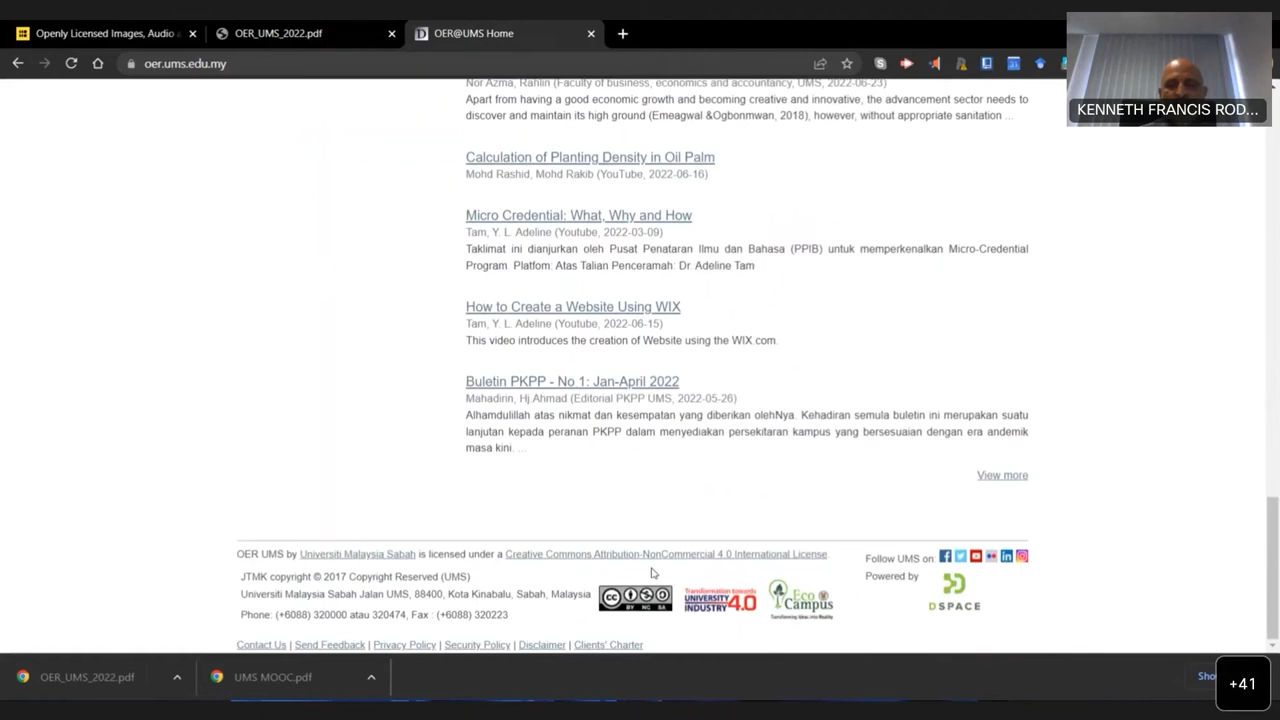 Openly Licensed Images, Audio a
OER_UMS_2022.pdf
OER@UMS Home
oer.ums.edu.my
KENNETH FRANCIS ROD...
Nor Azma, Rahlin (Faculty of business, economics and accountancy, UMS, 2022-06-23)
Apart from having a good economic growth and becoming creative and innovative, the advancement sector needs to
discover and maintain its high ground (Emeagwal &Ogbonmwan, 2018), however, without appropriate sanitation ...
Calculation of Planting Density in Oil Palm
Mohd Rashid, Mohd Rakib (YouTube, 2022-06-16)
Micro Credential: What, Why and How
Tam, Y. L. Adeline (Youtube, 2022-03-09)
Taklimat ini dianjurkan oleh Pusat Penataran Ilmu dan Bahasa (PPIB) untuk memperkenalkan Micro-Credential
Program. Platfom: Atas Talian Penceramah: Dr Adeline Tam
How to Create a Website Using WIX
Tam, Y. L. Adeline (Youtube, 2022-06-15)
This video introduces the creation of Website using the WIX.com.
Buletin PKPP - No 1: Jan-April 2022
Mahadirin, Hj Ahmad (Editorial PKPP UMS, 2022-05-26)
Alhamdulillah atas nikmat dan kesempatan yang diberikan olehNya. Kehadiran semula buletin ini merupakan suatu
lanjutan kepada peranan PKPP dalam menyediakan persekitaran kampus yang bersesuaian dengan era andemik
masa kini. ...
View more
OER UMS by Universiti Malaysia Sabah is licensed under a Creative Commons Attribution-NonCommercial 4.0 International License.
JTMK copyright © 2017 Copyright Reserved (UMS)
Universiti Malaysia Sabah Jalan UMS, 88400, Kota Kinabalu, Sabah, Malaysia
Phone: (+6088) 320000 atau 320474, Fax : (+6088) 320223
cc BY NC SA
Transformation towards
UNIVERSITY
INDUSTRY 4.0
Eco
Campus
Transforming Ideas into Reality
Follow UMS on:
Powered by
DSPACE
Contact Us | Send Feedback | Privacy Policy | Security Policy | Disclaimer | Clients' Charter
OER_UMS_2022.pdf
UMS MOOC.pdf
Sho
+41